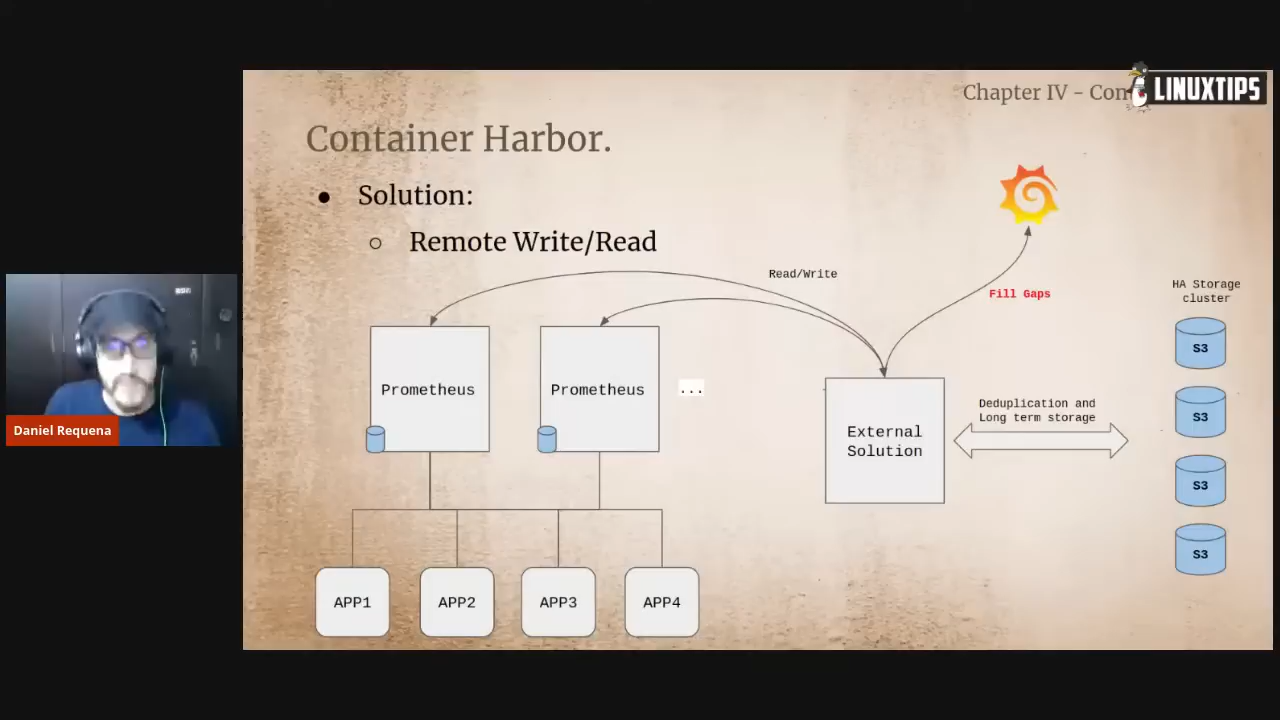 Chapter IV - Con
LINUXTIPS
Container Harbor.
● Solution:
○ Remote Write/Read
Read/Write
Fill Gaps
HA Storage
cluster
S3
S3
S3
S3
Prometheus
Prometheus
...
External
Solution
Deduplication and
Long term storage
APP1
APP2
APP3
APP4
Daniel Requena